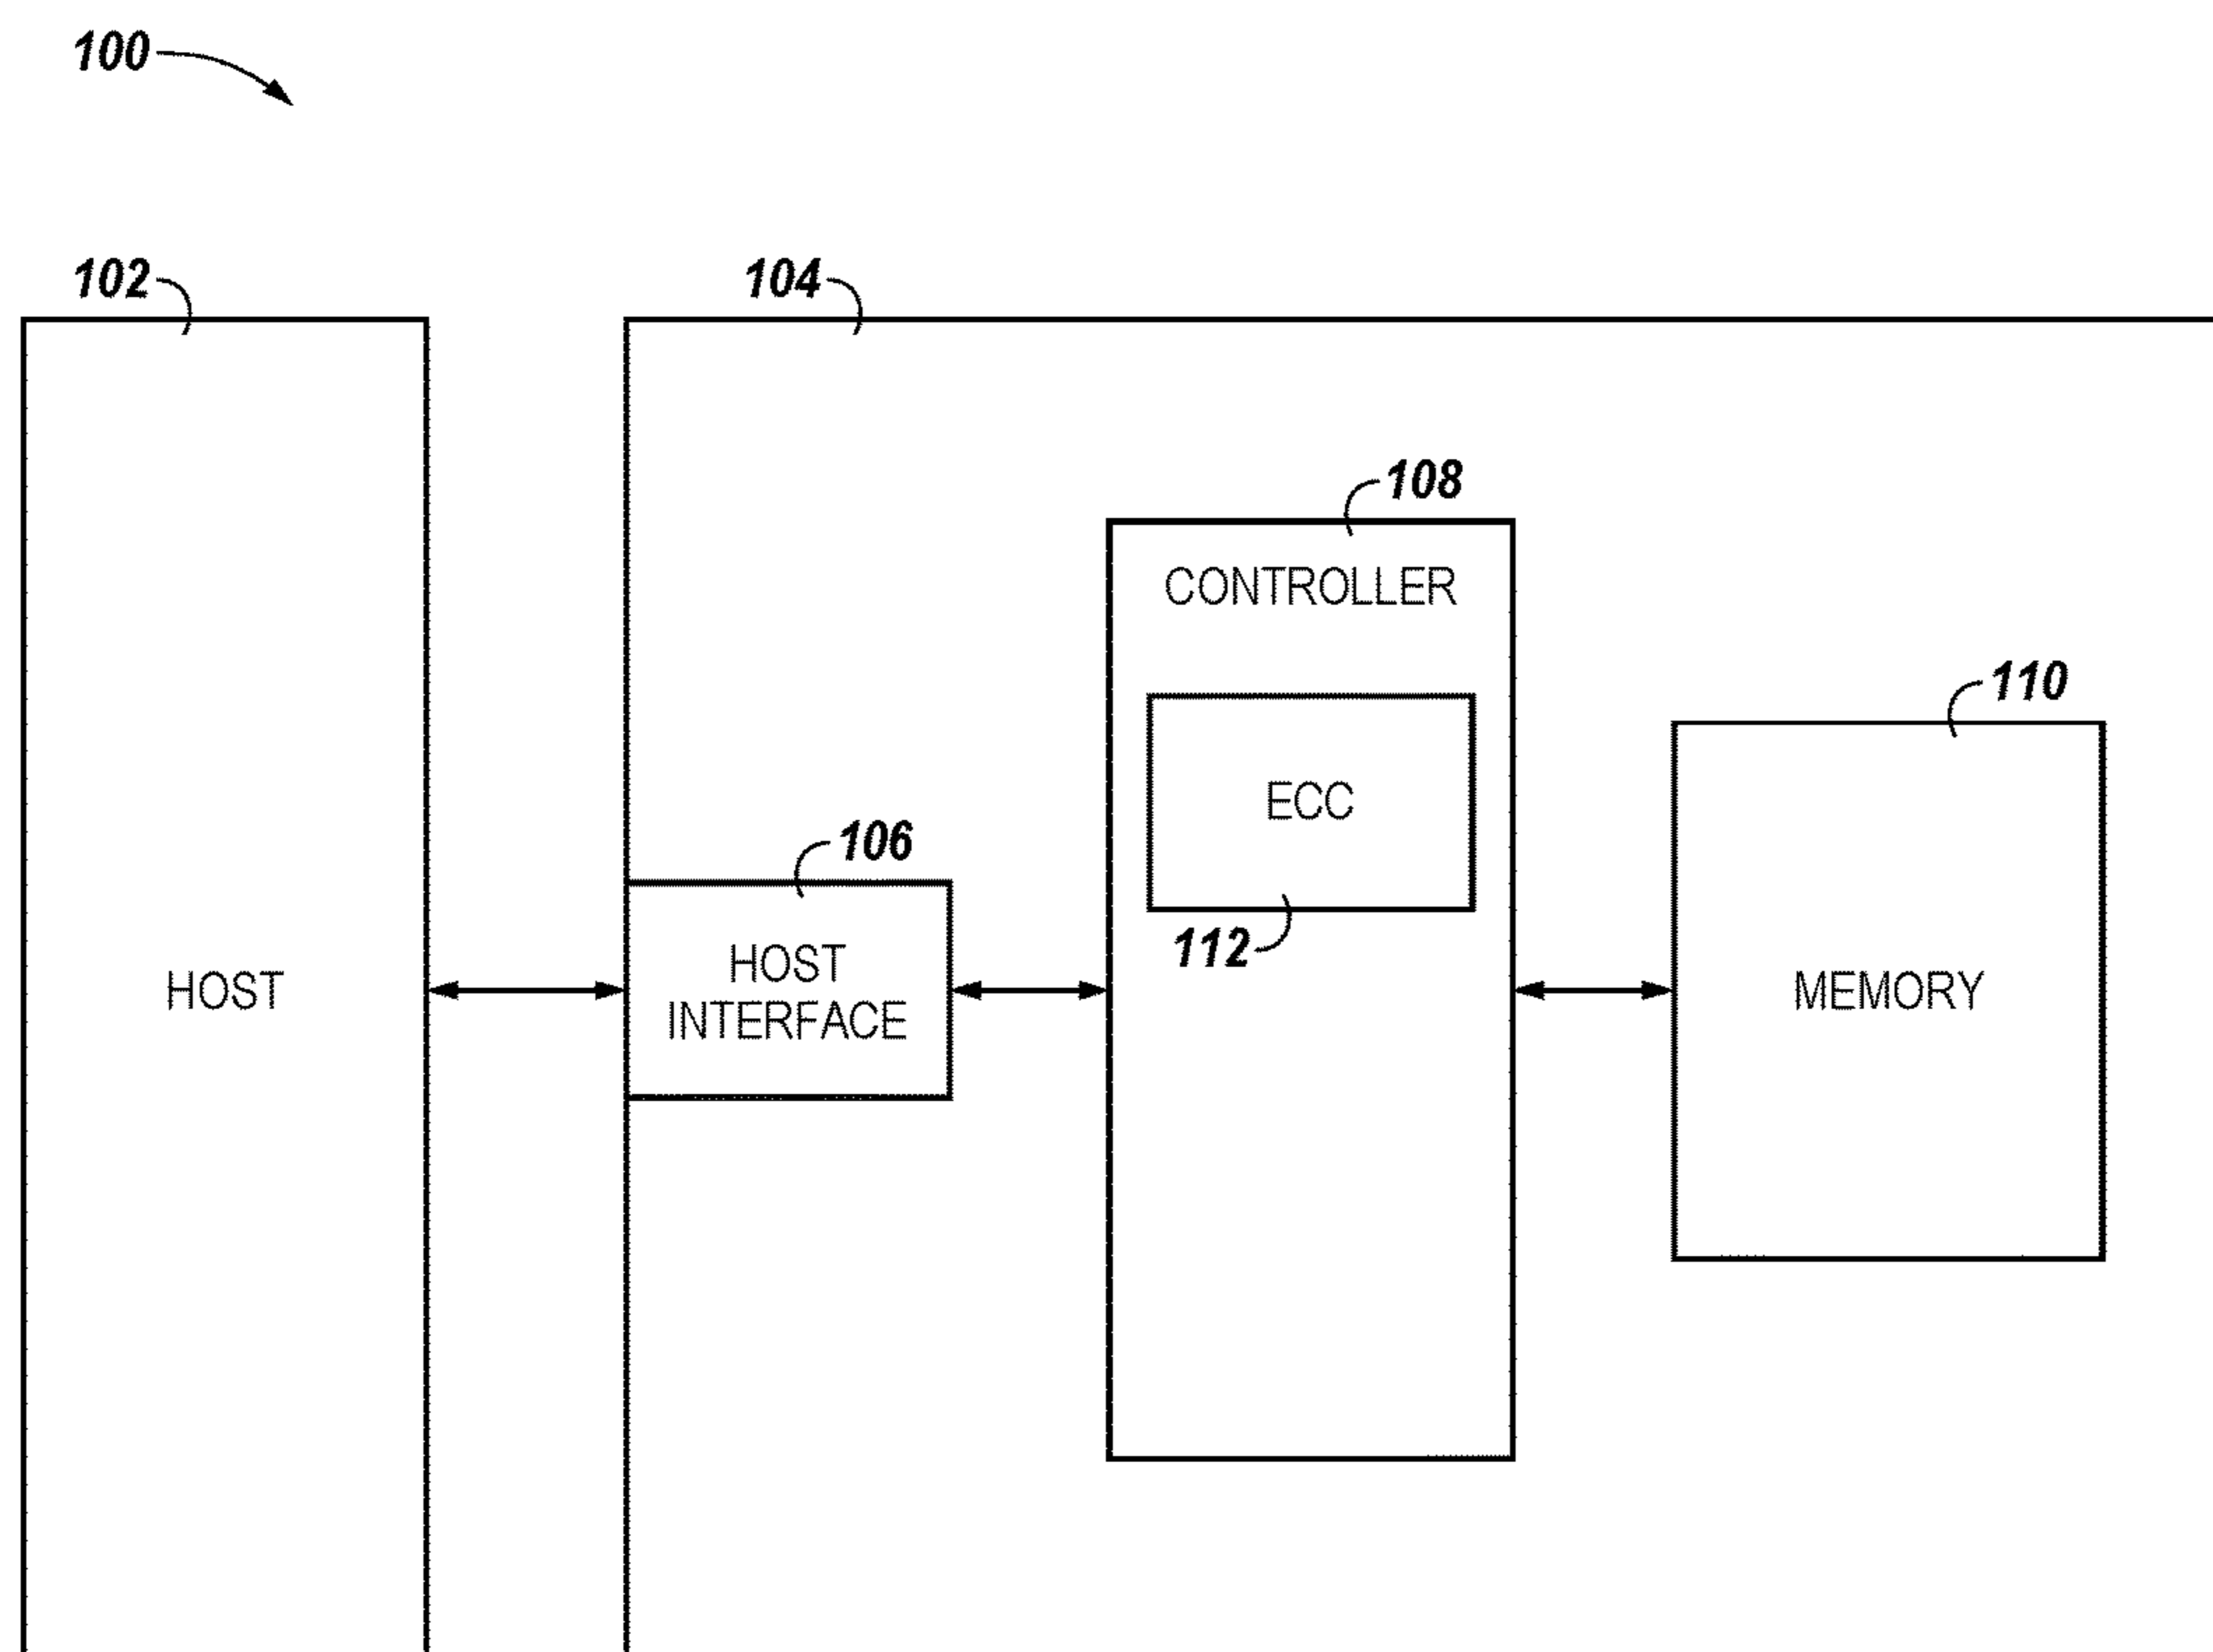 100
102
104
108
CONTROLLER
110
ECC
106
112
HOST
INTERFACE
HOST
MEMORY